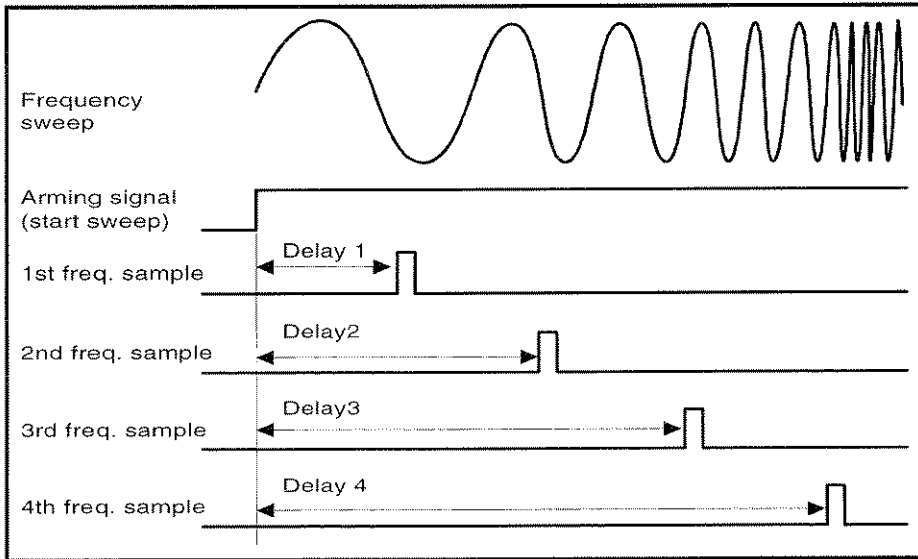 Frequency
sweep
Arming signal
(start sweep)
Delay 1
1st freq. sample
Delay2
2nd freq. sample
Delay3
3rd freq. sample
Delay 4
4th freq. sample